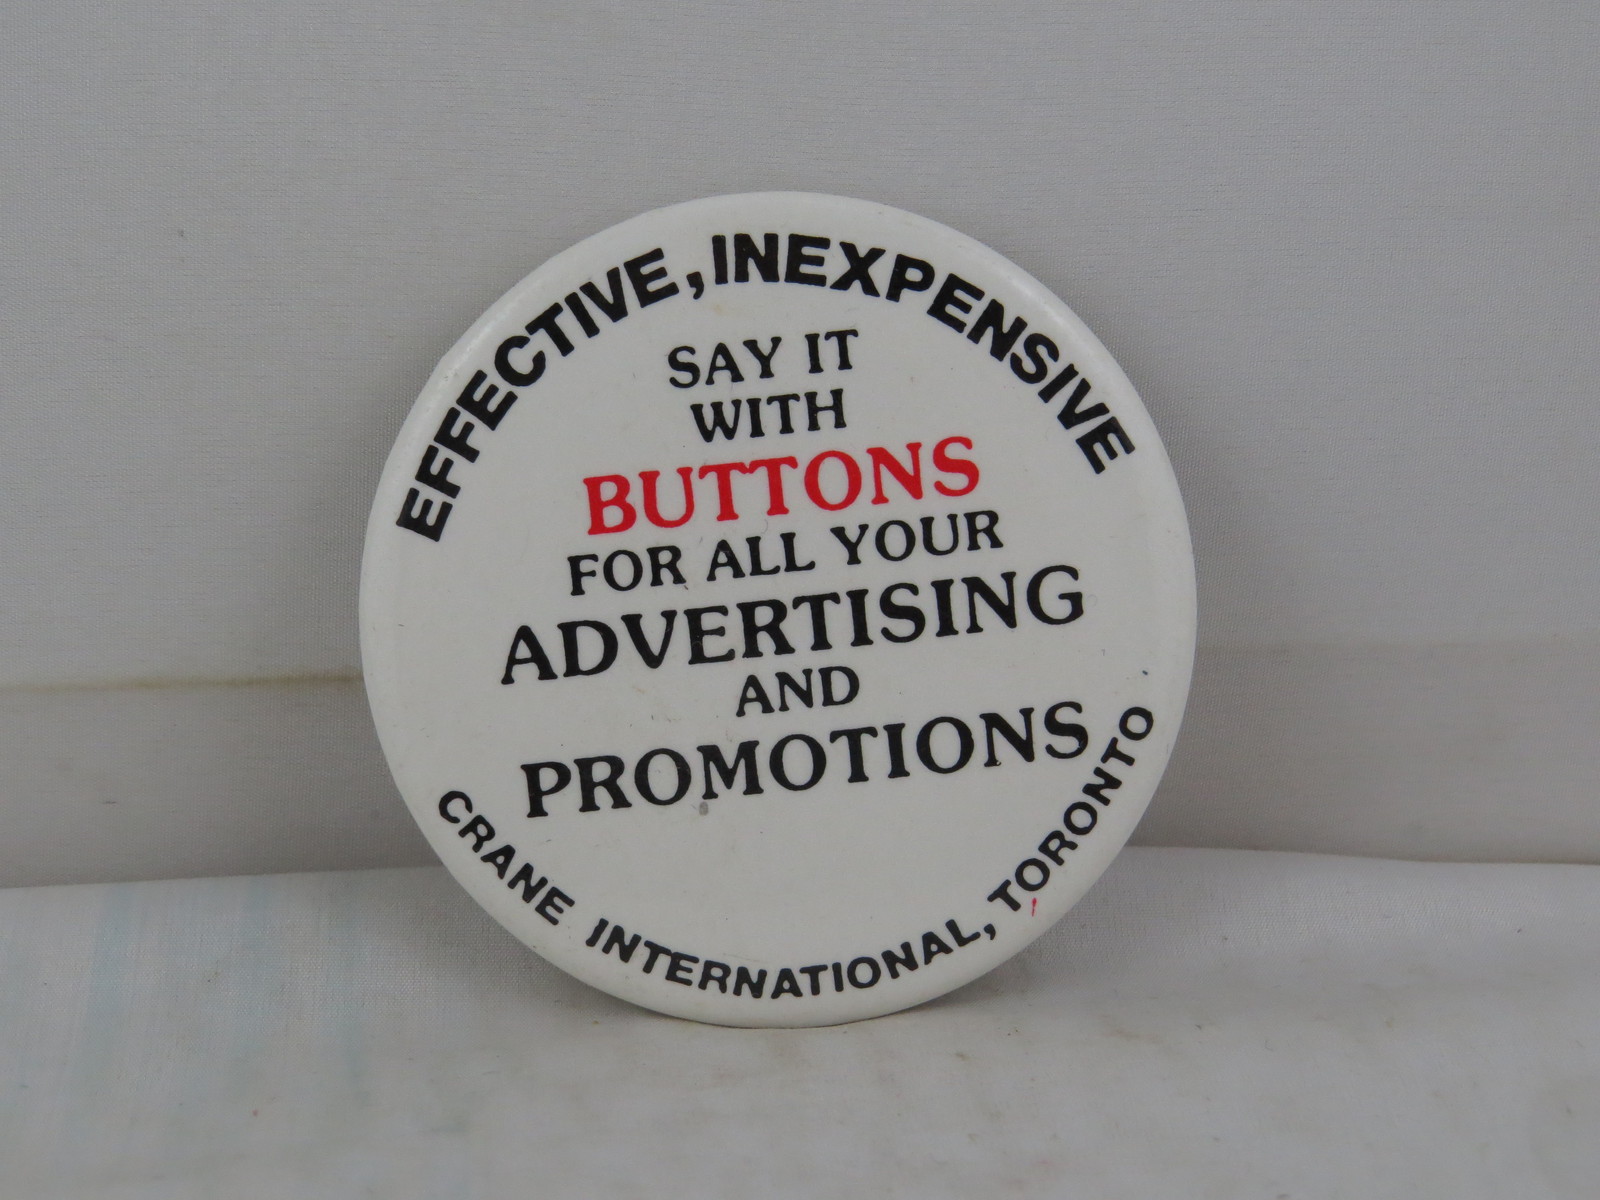 EFFECTIVE, INEXPENSIVE
SAY IT
WITH
BUTTONS
FOR ALL YOUR
ADVERTISING
AND
PROMOTIONS
CRANE INTERNATIONAL, TORONTO